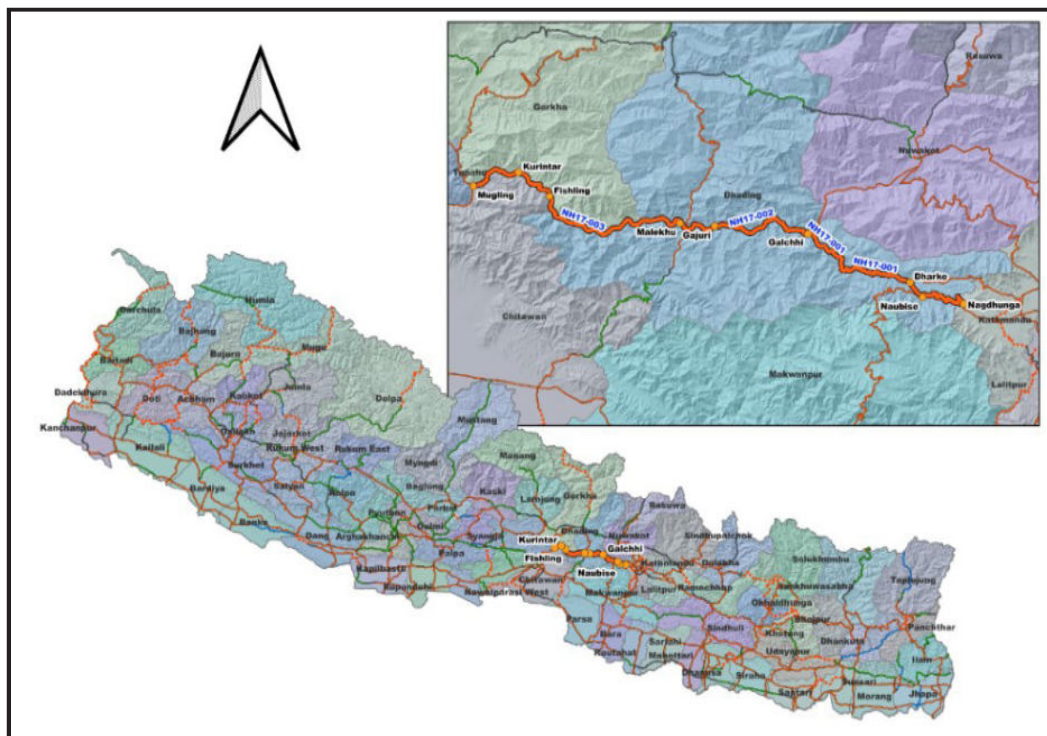 Rasuwa
Gorkha
Nuwakot
Kurintar
Mugling
Fishling
Dhading
NH17-003
NH17-002
Malekhu
Gajuri
Galchhi
NH17-001
NH17-001
Dharke
Naubise
Nagdhunga
Kathmandu
Chitawan
Makwanpur
Lalitpur
Humla
Darchula
Bajhang
Baitadi
Bajura
Mugu
Dadeldhura
Doti
Achham
Kalikot
Jumla
Dolpa
Kanchanpur
Kailali
Dailekh
Jajarkot
Rukum West
Rukum East
Mustang
Surkhet
Salyan
Rolpa
Myagdi
Manang
Bardiya
Baglung
Kaski
Lamjung
Gorkha
Rasuwa
Banke
Dang
Pyuthan
Gulmi
Parbat
Syangja
Dhading
Nuwakot
Sindhupalchok
Arghakhanchi
Palpa
Kurintar
Galchhi
Fishling
Naubise
Kathmandu
Dolakha
Solukhumbu
Sankhuwasabha
Taplejung
Kapilbastu
Rupandehi
Nawalparasi West
Chitawan
Makwanpur
Lalitpur
Ramechhap
Okhaldhunga
Bhojpur
Panchthar
Parsa
Bara
Rautahat
Sarlahi
Mahottari
Sindhuli
Khotang
Udayapur
Dhankuta
Ilam
Dhanusa
Siraha
Saptari
Sunsari
Morang
Jhapa